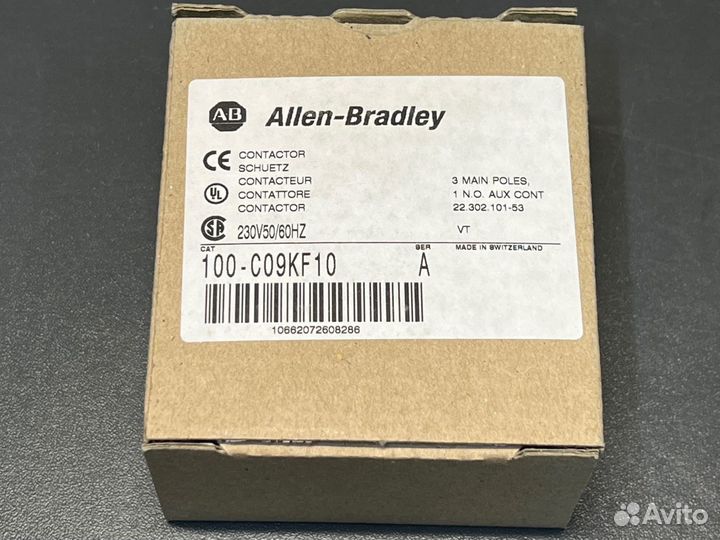 AB Allen-Bradley
CE CONTACTOR
SCHUETZ
CONTACTEUR 3 MAIN POLES,
UL CONTATTORE 1 N.O. AUX CONT
CONTACTOR 22.302.101-53
SA 230V50/60HZ VT
CAT SER MADE IN SWITZERLAND
100-C09KF10 A
10662072608286
Avito